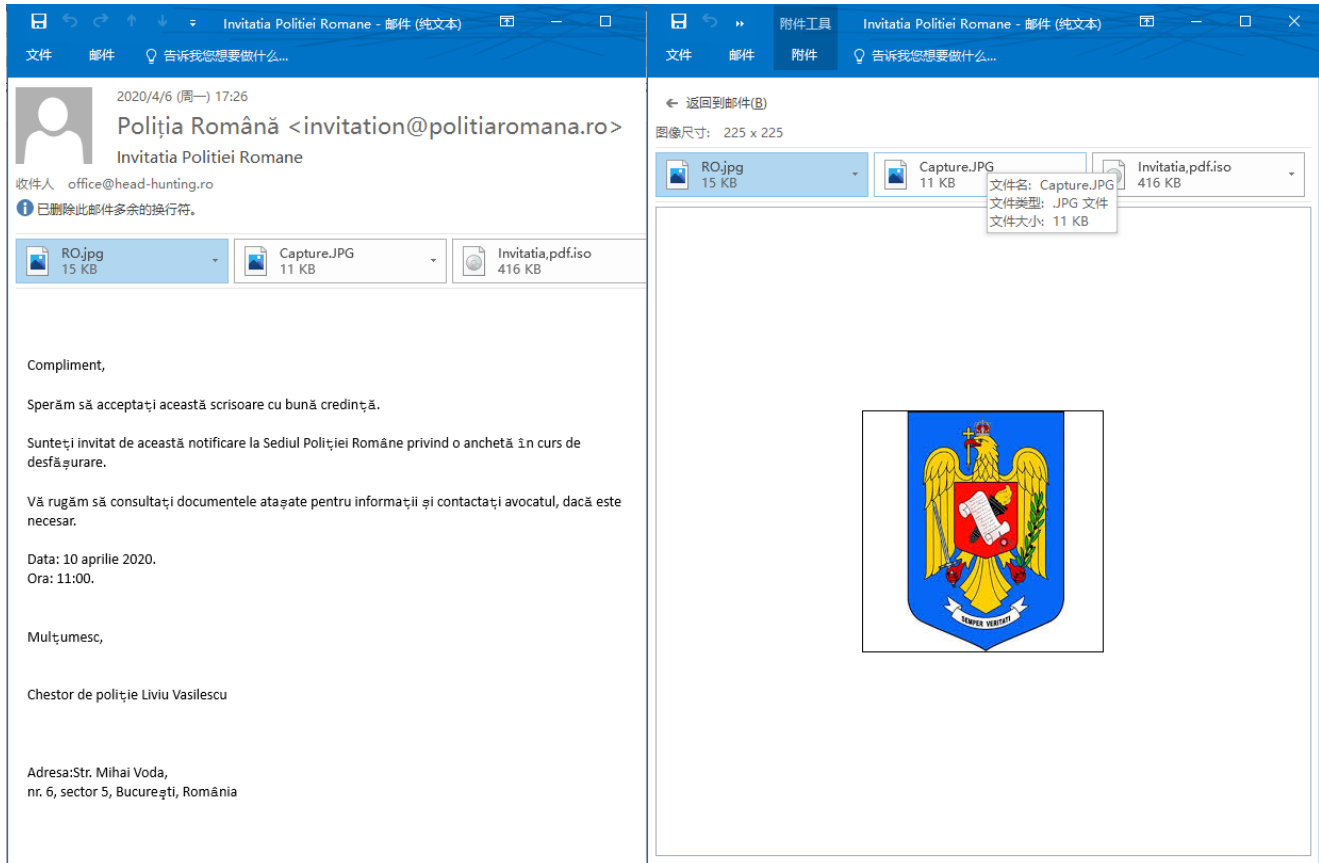 Invitatia Politiei Romane - 邮件 (纯文本)
文件 邮件 告诉我您想要做什么...
2020/4/6 (周一) 17:26
Poliția Română <invitation@politiaromana.ro>
Invitatia Politiei Romane
收件人 office@head-hunting.ro
已删除此邮件多余的换行符。
RO.jpg
15 KB
Capture.JPG
11 KB
Invitatia,pdf.iso
416 KB
Compliment,
Sperăm să acceptați această scrisoare cu bună credință.
Sunteți invitat de această notificare la Sediul Poliției Române privind o anchetă în curs de
desfășurare.
Vă rugăm să consultați documentele atașate pentru informații și contactați avocatul, dacă este
necesar.
Data: 10 aprilie 2020.
Ora: 11:00.
Mulțumesc,
Chestor de poliție Liviu Vasilescu
Adresa:Str. Mihai Voda,
nr. 6, sector 5, București, România
附件工具 Invitatia Politiei Romane - 邮件 (纯文本)
文件 邮件 附件 告诉我您想要做什么...
返回到邮件(B)
图像尺寸: 225 x 225
RO.jpg
15 KB
Capture.JPG
11 KB
Invitatia,pdf.iso
416 KB
文件名: Capture.JPG
文件类型: .JPG 文件
文件大小: 11 KB
SEMPER VERITATI